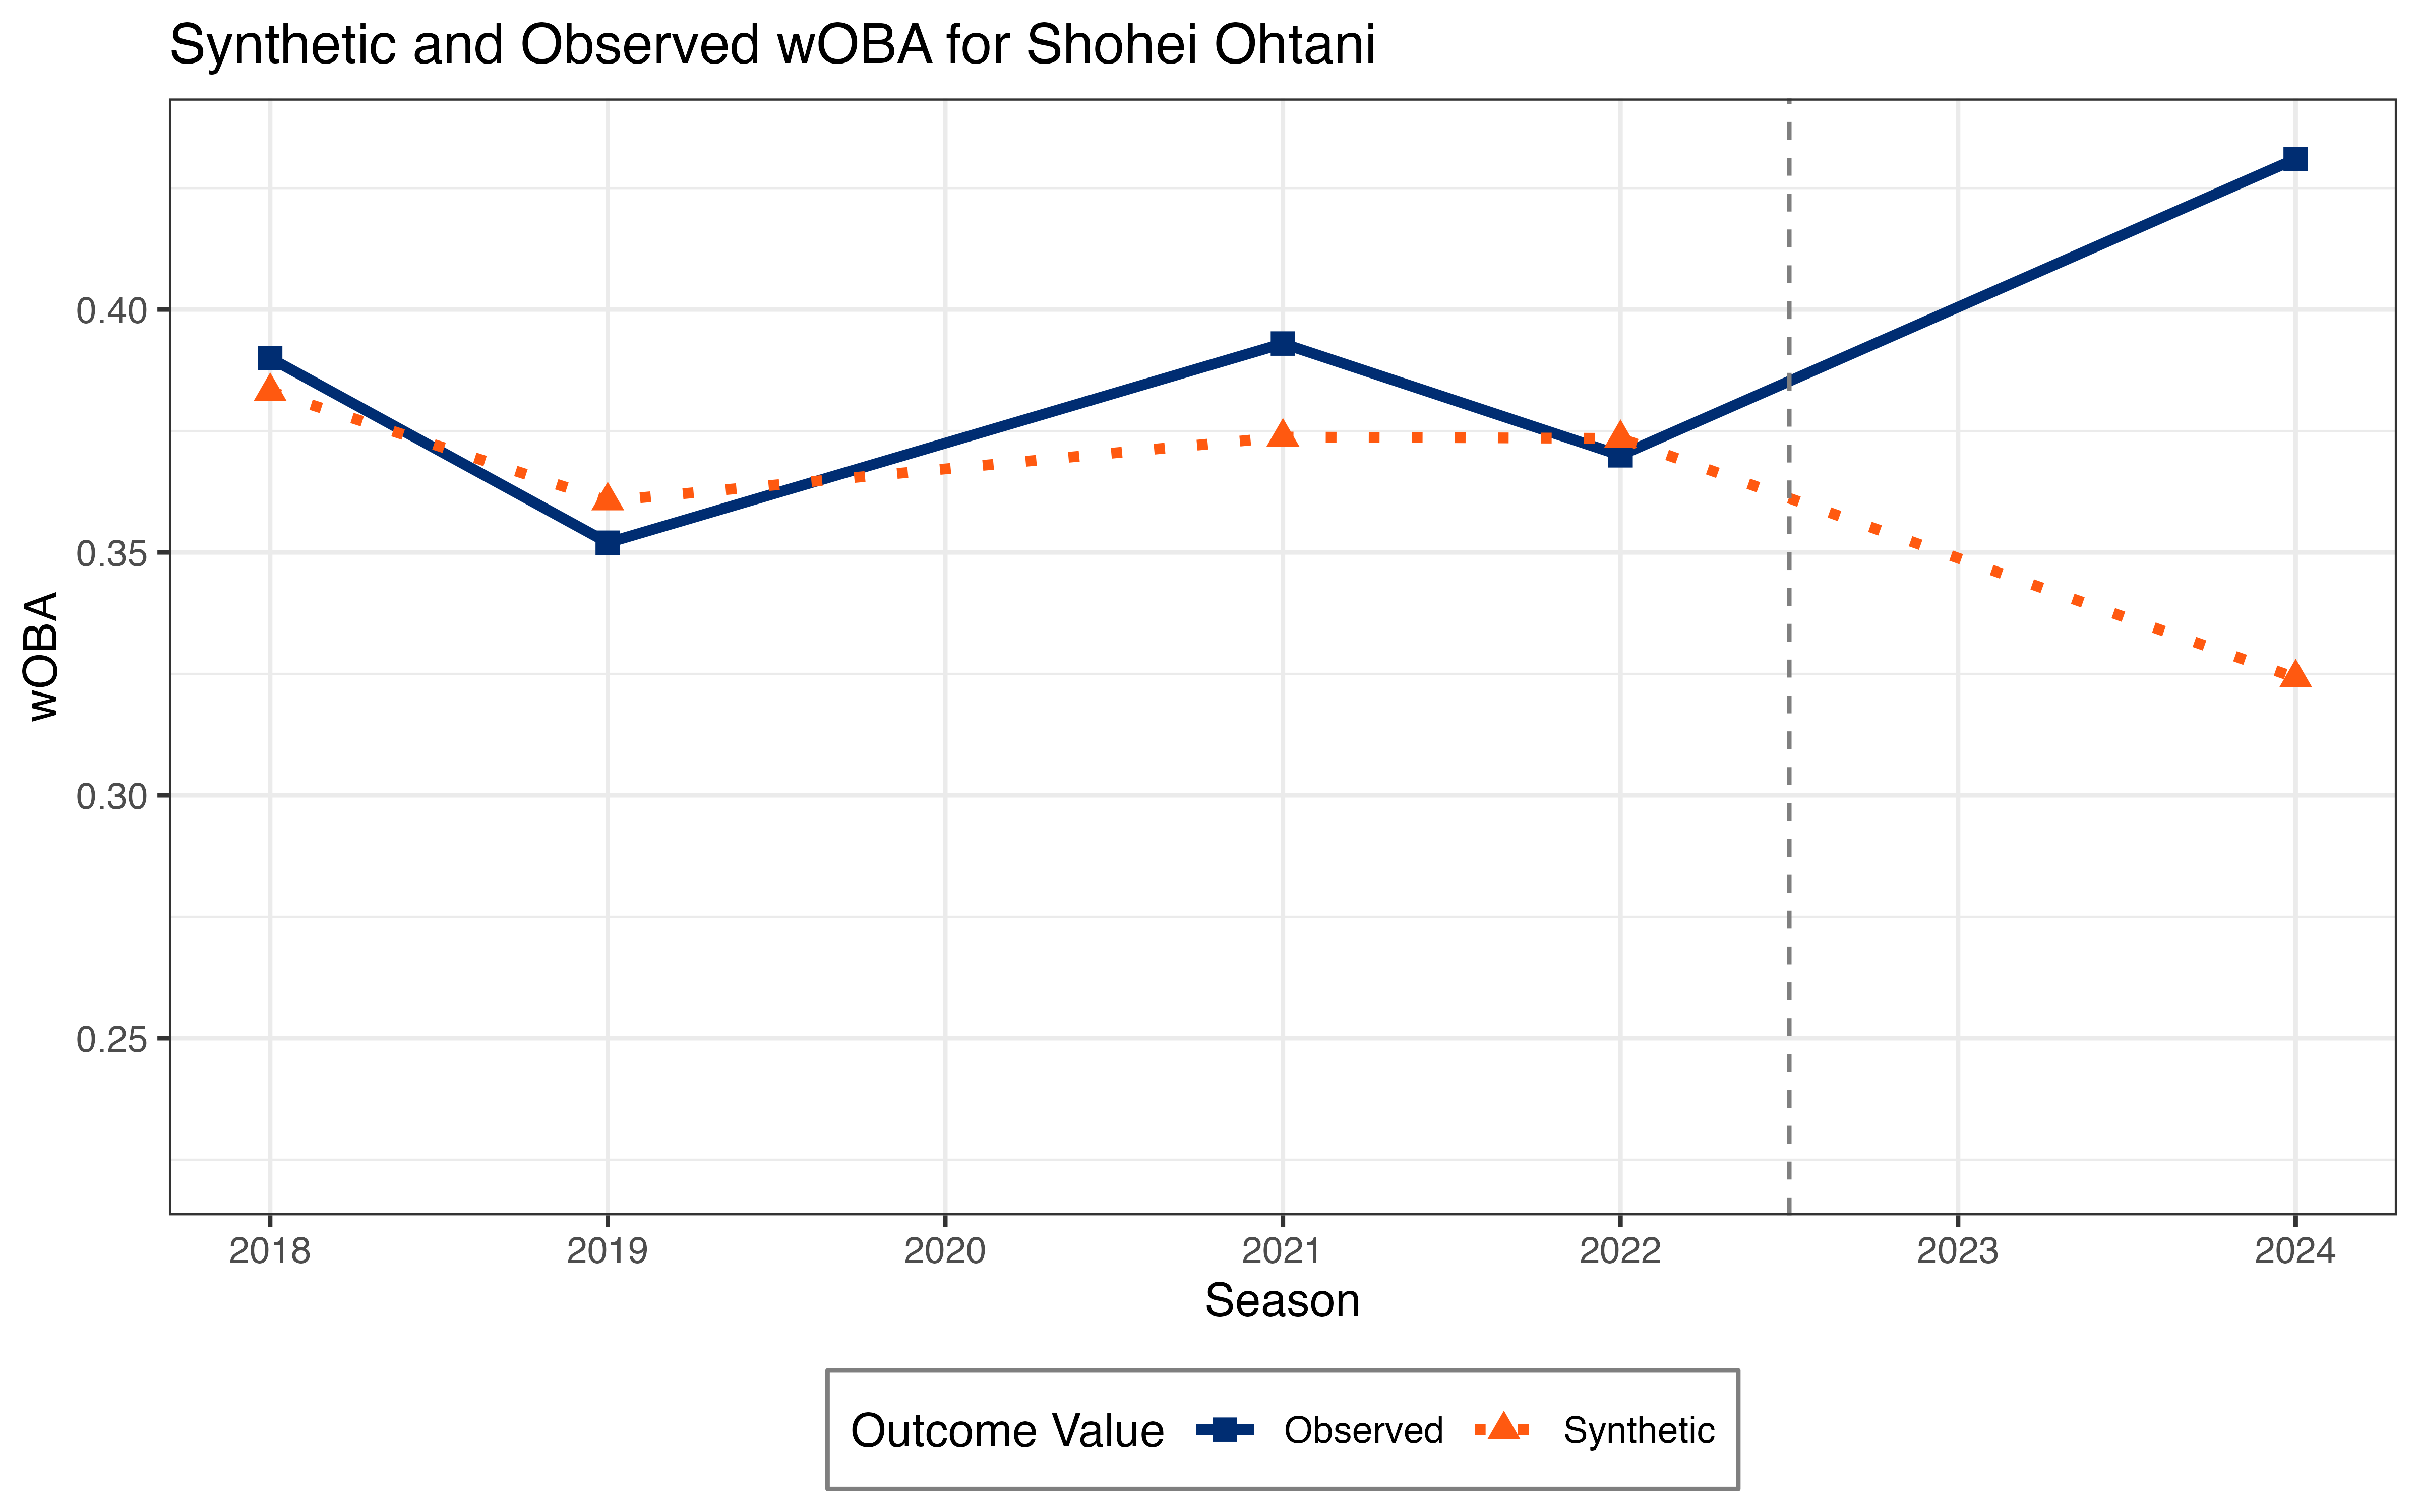 Synthetic and Observed wOBA for Shohei Ohtani
wOBA
0.40
0.35
0.30
0.25
2018 2019 2020 2021 2022 2023 2024
Season
Outcome Value Observed Synthetic